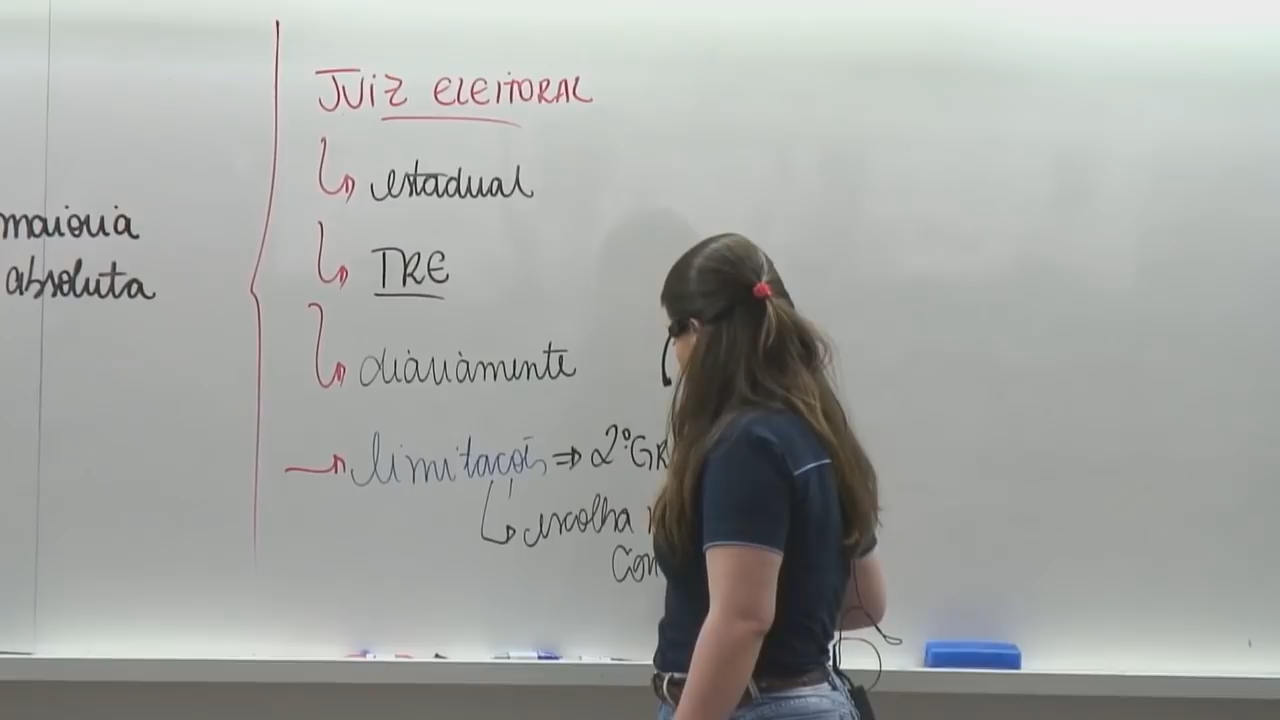 maioria
absoluta
JUIZ ELEITORAL
estadual
TRE
diariamente
limitações ⇒ 2º GR
escolha
Con